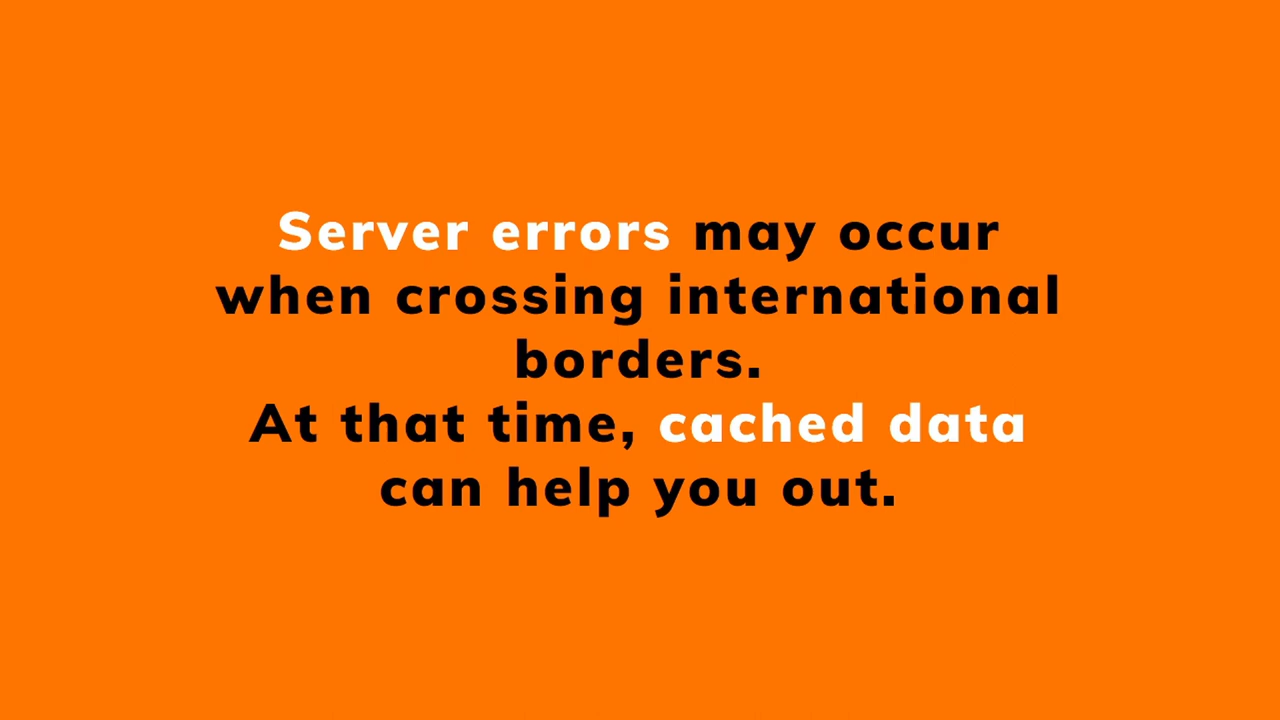 Server errors may occur
when crossing international
borders.
At that time, cached data
can help you out.